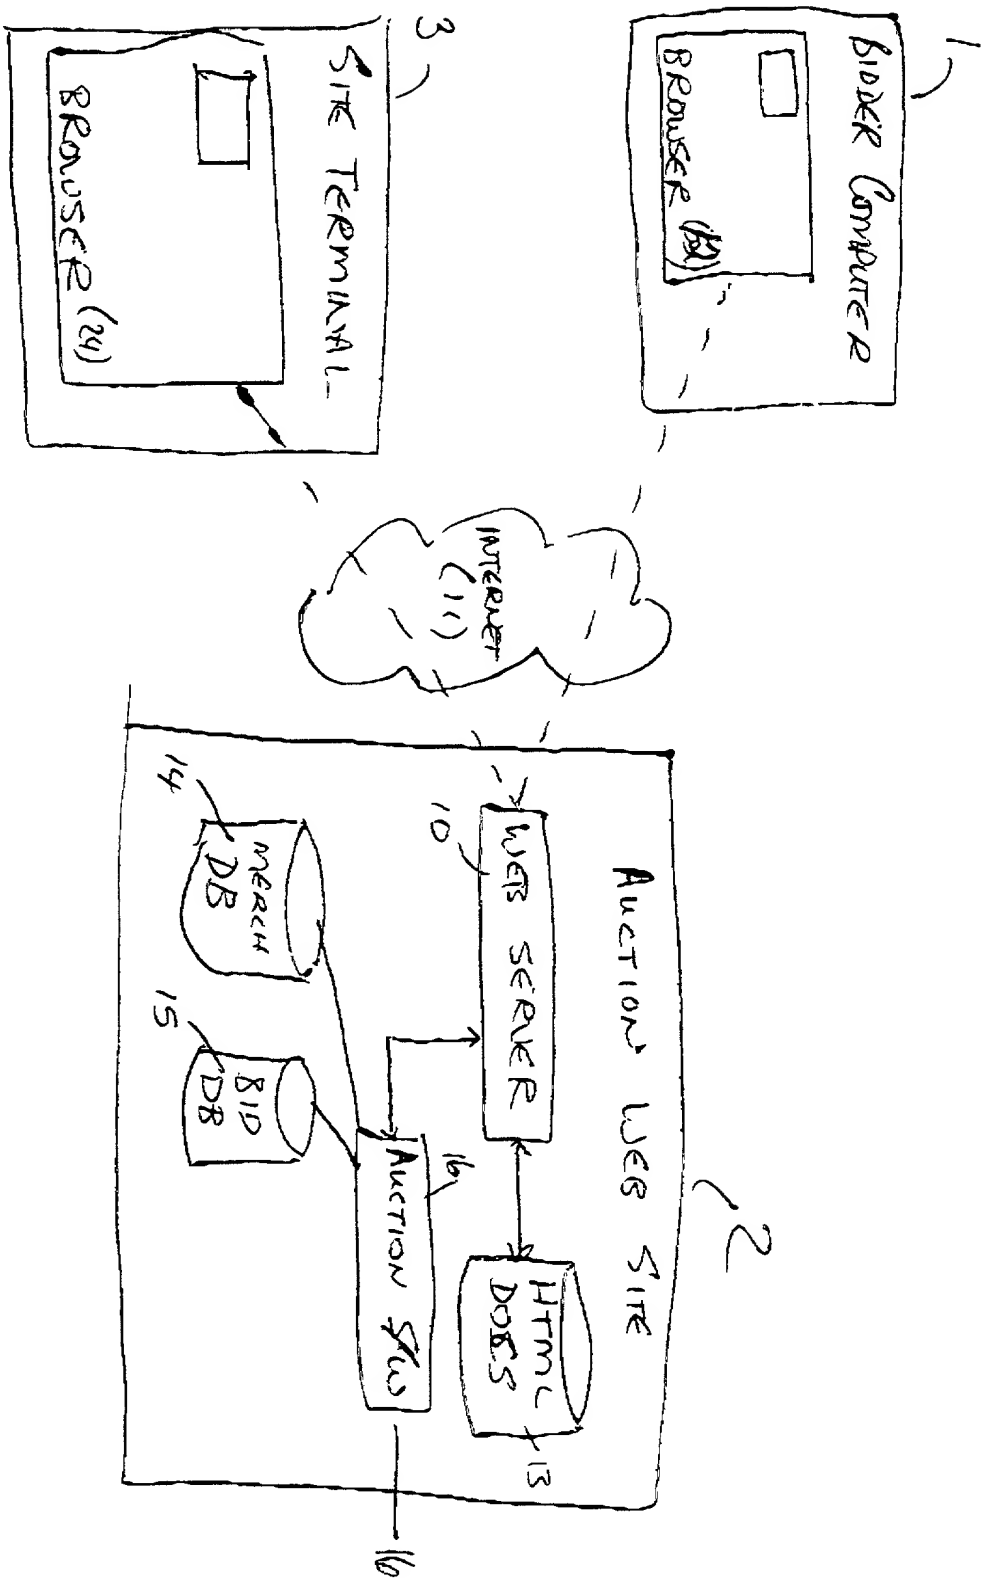 1
BIDDER COMPUTER
BROWSER (12)
3
SITE TERMINAL
BROWSER (24)
INTERNET
(11)
2
AUCTION WEB SITE
WEB SERVER
10
HTML
DOCS
13
16
AUCTION S/W
16
14
MERCH
DB
15
BID
DB